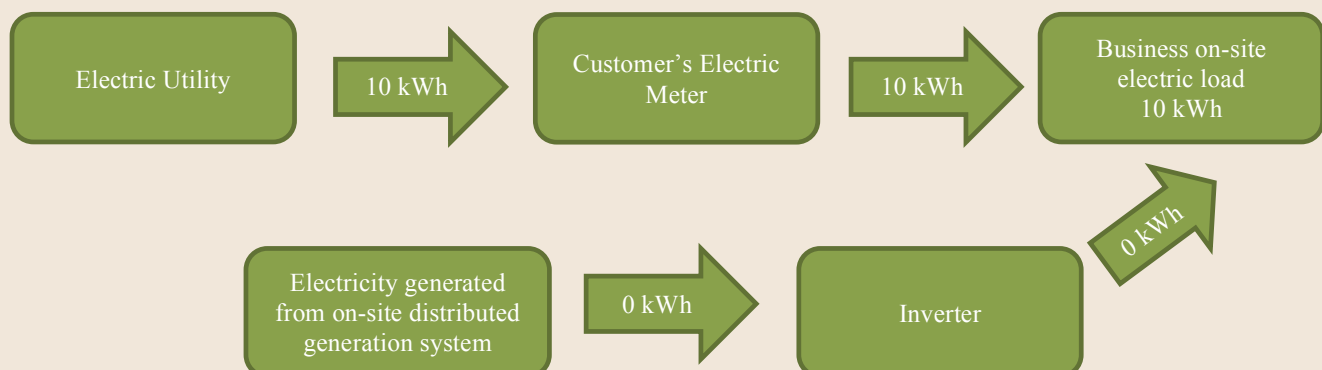 Electric Utility
10 kWh
Customer’s Electric
Meter
10 kWh
Business on-site
electric load
10 kWh
Electricity generated
from on-site distributed
generation system
0 kWh
Inverter
0 kWh